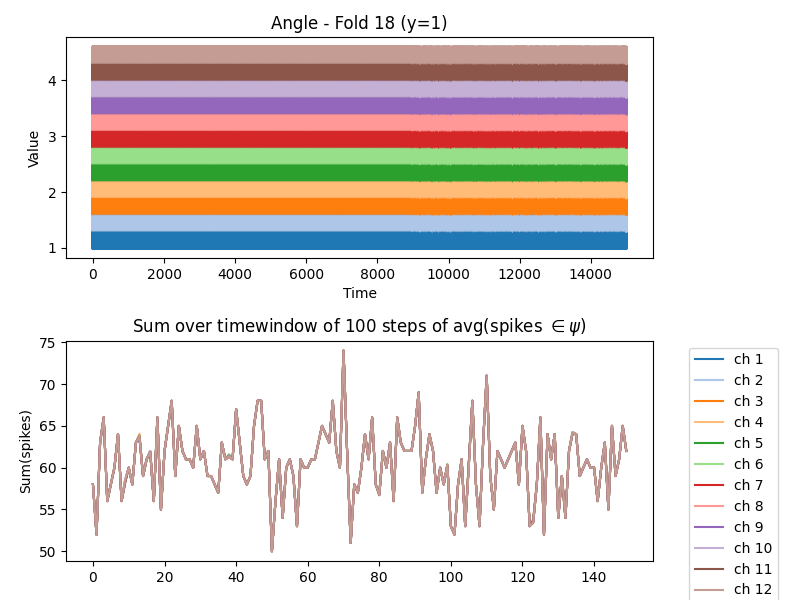 Angle - Fold 18 (y=1)
Value
4
3
2
1
0 2000 4000 6000 8000 10000 12000 14000
Time
Sum over timewindow of 100 steps of avg(spikes ∈ ψ)
Sum(spikes)
75
70
65
60
55
50
0 20 40 60 80 100 120 140
ch 1
ch 2
ch 3
ch 4
ch 5
ch 6
ch 7
ch 8
ch 9
ch 10
ch 11
ch 12